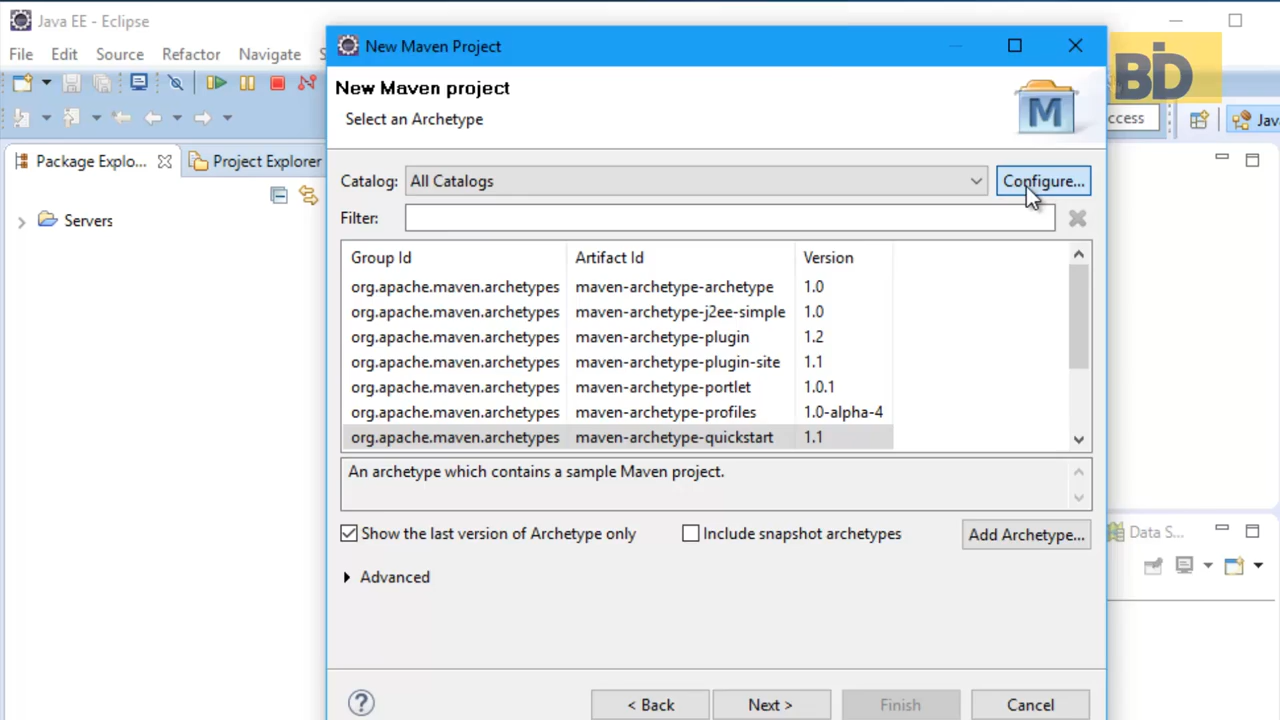 Java EE - Eclipse
File Edit Source Refactor Navigate
New Maven Project
BD
New Maven project
Select an Archetype
M
ccess
Jav
Package Explo...
Project Explorer
Catalog: All Catalogs Configure...
Filter:
Servers
Group Id Artifact Id Version
org.apache.maven.archetypes maven-archetype-archetype 1.0
org.apache.maven.archetypes maven-archetype-j2ee-simple 1.0
org.apache.maven.archetypes maven-archetype-plugin 1.2
org.apache.maven.archetypes maven-archetype-plugin-site 1.1
org.apache.maven.archetypes maven-archetype-portlet 1.0.1
org.apache.maven.archetypes maven-archetype-profiles 1.0-alpha-4
org.apache.maven.archetypes maven-archetype-quickstart 1.1
An archetype which contains a sample Maven project.
Show the last version of Archetype only Include snapshot archetypes Add Archetype...
Data S...
Advanced
? < Back Next > Finish Cancel